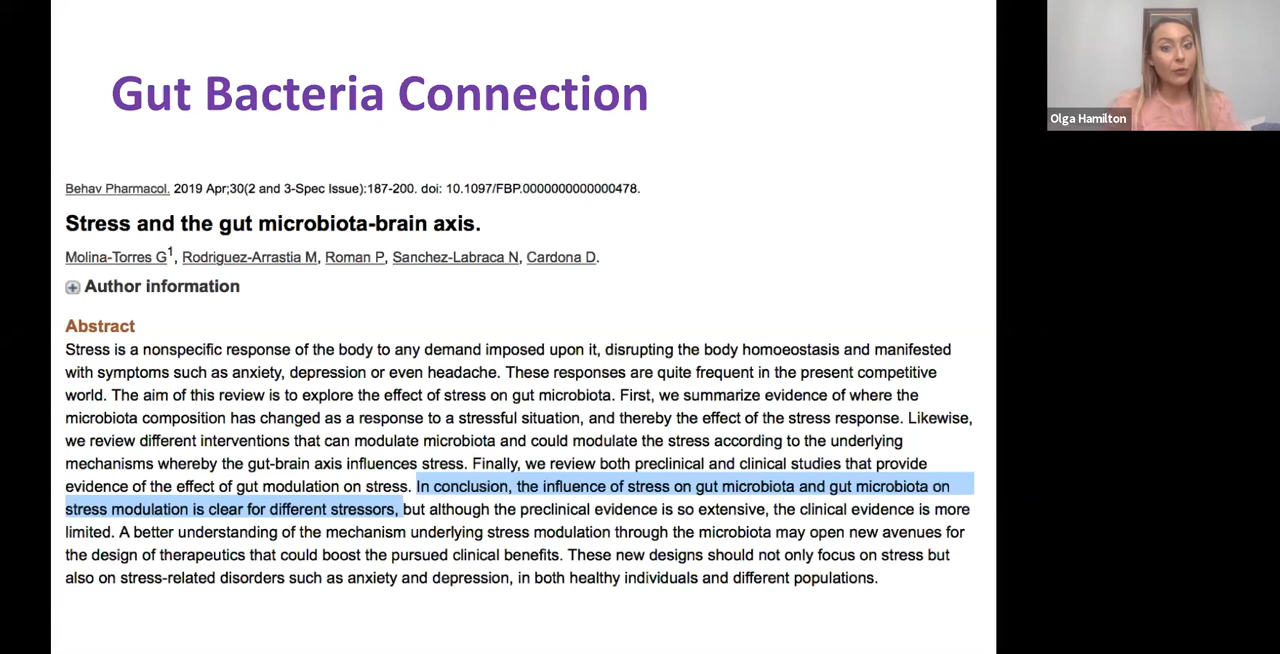 Gut Bacteria Connection
Olga Hamilton
Behav Pharmacol. 2019 Apr;30(2 and 3-Spec Issue):187-200. doi: 10.1097/FBP.0000000000000478.
Stress and the gut microbiota-brain axis.
Molina-Torres G1, Rodriguez-Arrastia M, Roman P, Sanchez-Labraca N, Cardona D.
Author information
Abstract
Stress is a nonspecific response of the body to any demand imposed upon it, disrupting the body homoeostasis and manifested
with symptoms such as anxiety, depression or even headache. These responses are quite frequent in the present competitive
world. The aim of this review is to explore the effect of stress on gut microbiota. First, we summarize evidence of where the
microbiota composition has changed as a response to a stressful situation, and thereby the effect of the stress response. Likewise,
we review different interventions that can modulate microbiota and could modulate the stress according to the underlying
mechanisms whereby the gut-brain axis influences stress. Finally, we review both preclinical and clinical studies that provide
evidence of the effect of gut modulation on stress. In conclusion, the influence of stress on gut microbiota and gut microbiota on
stress modulation is clear for different stressors, but although the preclinical evidence is so extensive, the clinical evidence is more
limited. A better understanding of the mechanism underlying stress modulation through the microbiota may open new avenues for
the design of therapeutics that could boost the pursued clinical benefits. These new designs should not only focus on stress but
also on stress-related disorders such as anxiety and depression, in both healthy individuals and different populations.